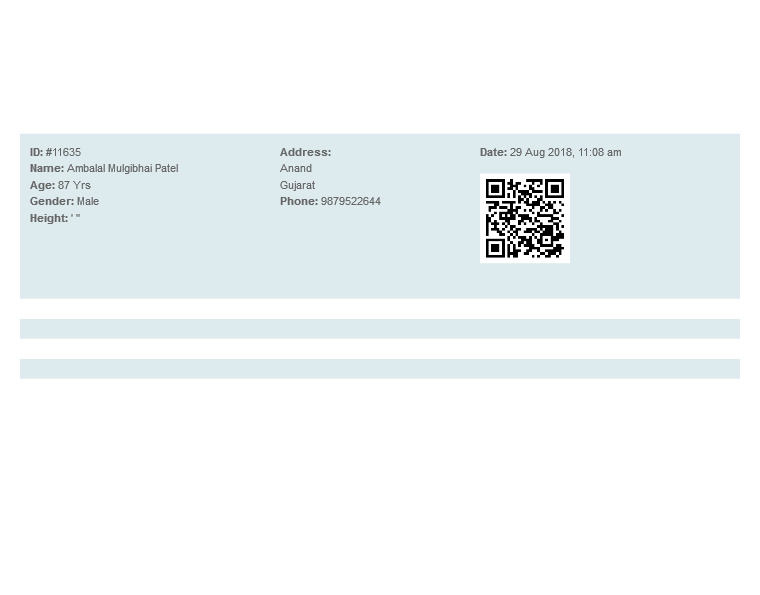 ID: #11635
Name: Ambalal Mulgibhai Patel
Age: 87 Yrs
Gender: Male
Height: ' "
Address:
Anand
Gujarat
Phone: 9879522644
Date: 29 Aug 2018, 11:08 am